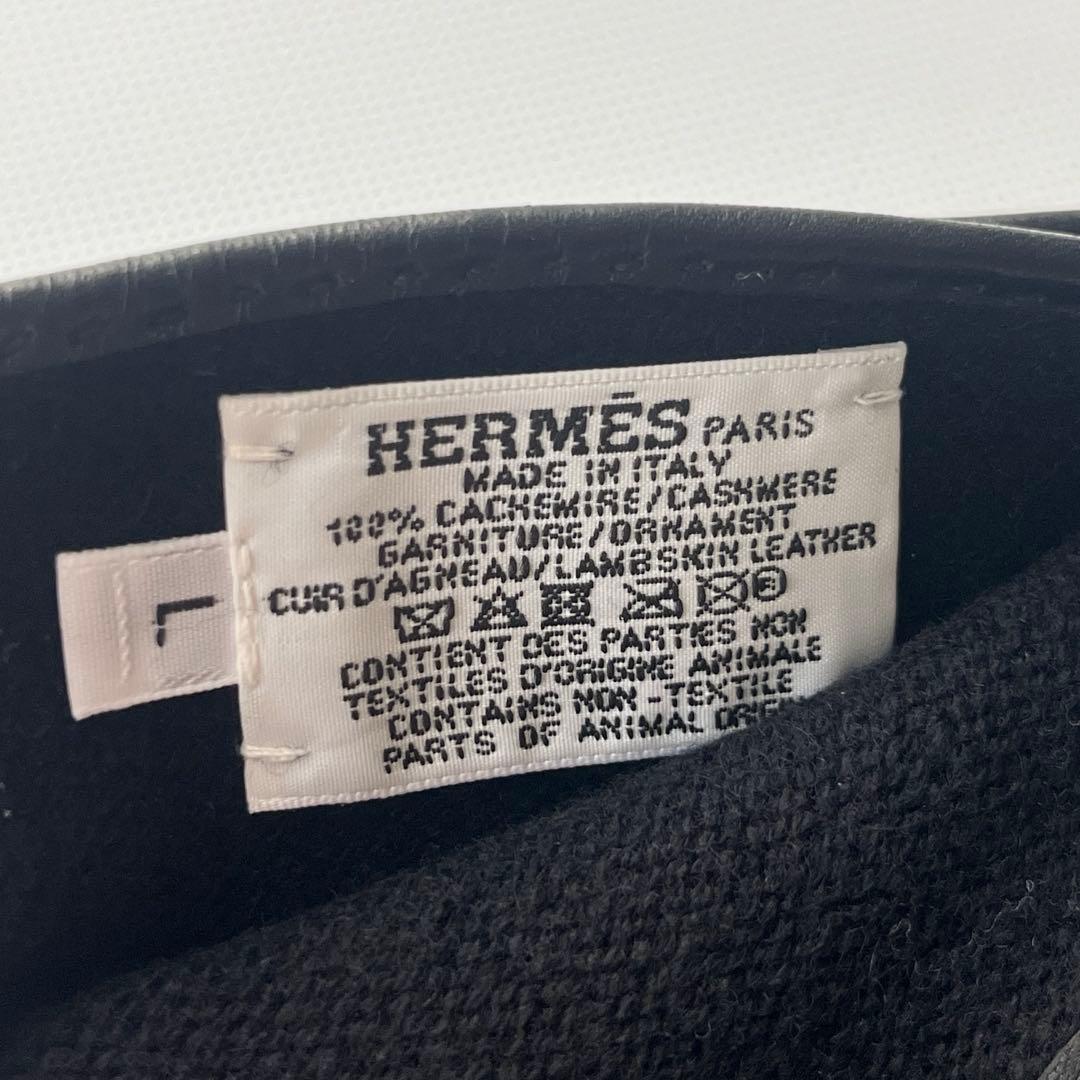 HERMĒS PARIS
MADE IN ITALY
100% CACHEMIRE/CASHMERE
GARNITURE/ORNAMENT
CUIR D'AGNEAU/LAMBSKIN LEATHER
CONTIENT DES PARTIES NON
TEXTILES D'ORIGINE ANIMALE
CONTAINS NON-TEXTILE
PARTS OF ANIMAL
L